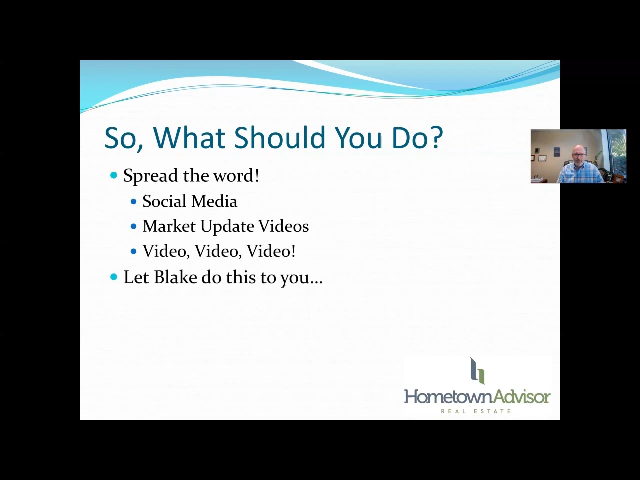 So, What Should You Do?
Spread the word!
Social Media
Market Update Videos
Video, Video, Video!
Let Blake do this to you...
HometownAdvisor
REAL ESTATE